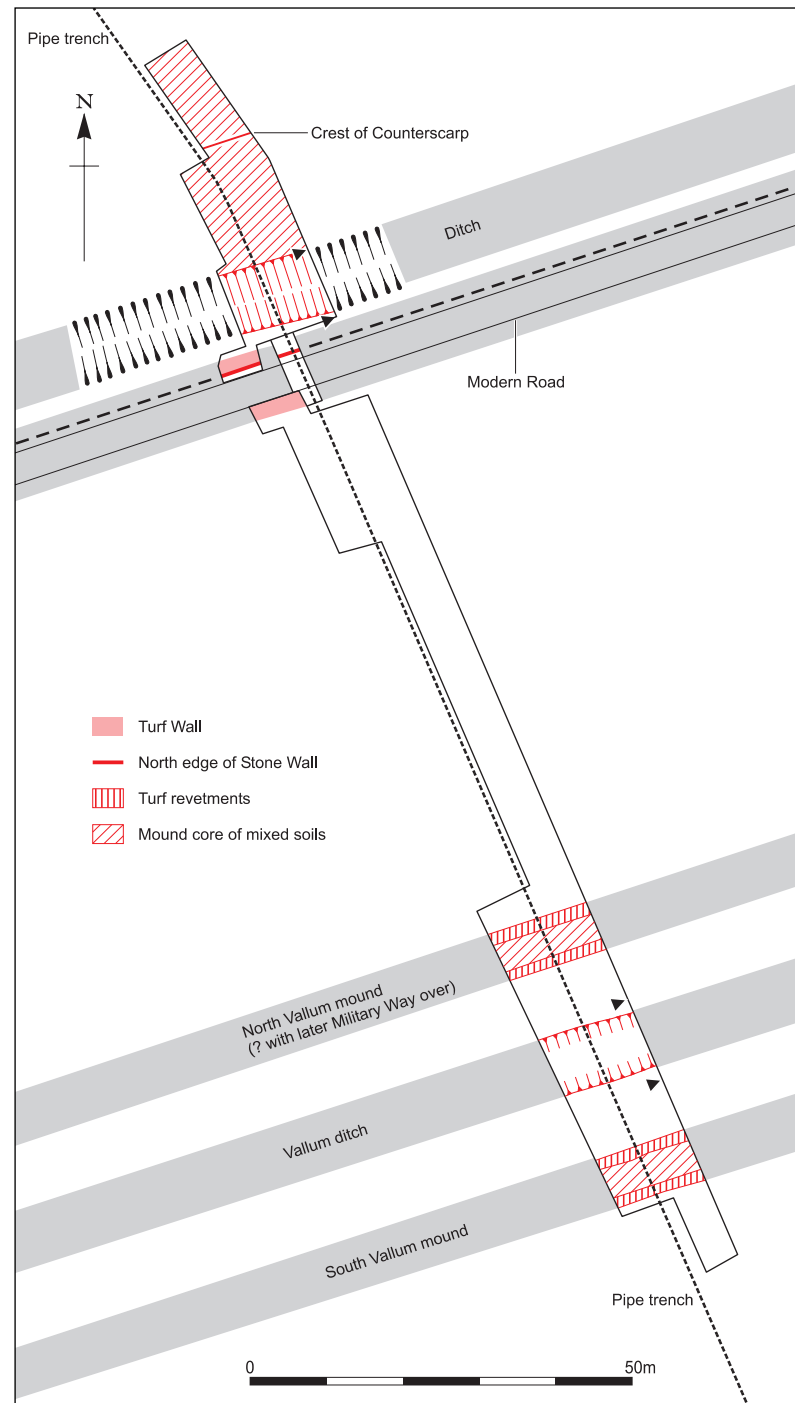 Pipe trench
N
Crest of Counterscarp
Ditch
Modern Road
Turf Wall
North edge of Stone Wall
Turf revetments
Mound core of mixed soils
North Vallum mound
(? with later Military Way over)
Vallum ditch
South Vallum mound
Pipe trench
0
50m